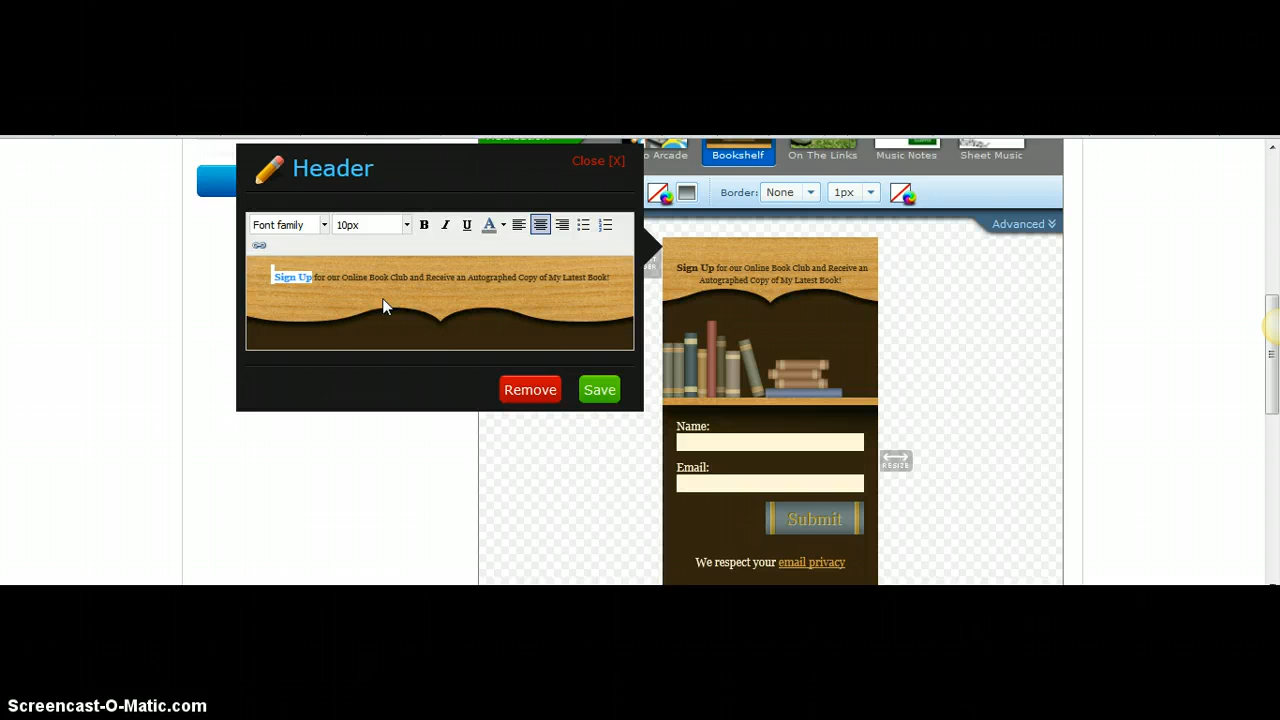 o Arcade
Bookshelf
On The Links
Music Notes
Sheet Music
Header
Close [X]
Border:
None
1px
Advanced
Font family
10px
B
I
U
A
Sign Up for our Online Book Club and Receive an Autographed Copy of My Latest Book!
Remove
Save
Sign Up for our Online Book Club and Receive an
Autographed Copy of My Latest Book!
Name:
Email:
RESIZE
Submit
We respect your email privacy
Screencast-O-Matic.com